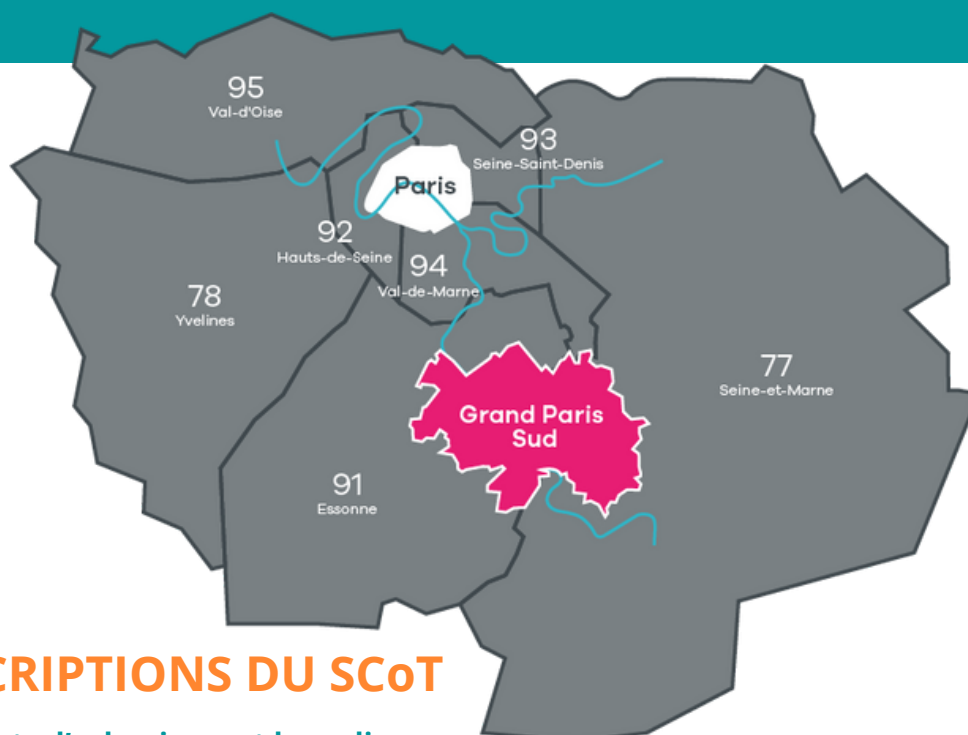 95
Val-d'Oise
93
Seine-Saint-Denis
Paris
92
Hauts-de-Seine
94
Val-de-Marne
78
Yvelines
77
Seine-et-Marne
Grand Paris
Sud
91
Essonne
CRIPTIONS DU SCoT